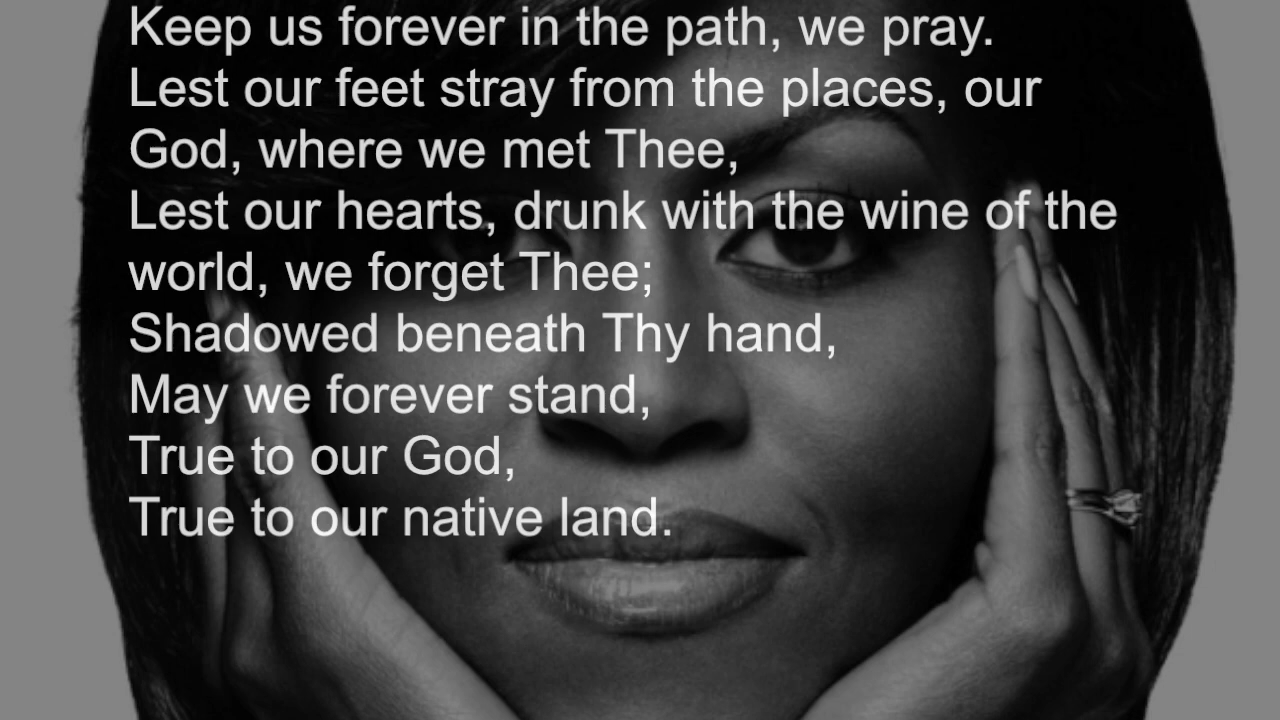 Keep us forever in the path, we pray.
Lest our feet stray from the places, our
God, where we met Thee,
Lest our hearts, drunk with the wine of the
world, we forget Thee;
Shadowed beneath Thy hand,
May we forever stand,
True to our God,
True to our native land.